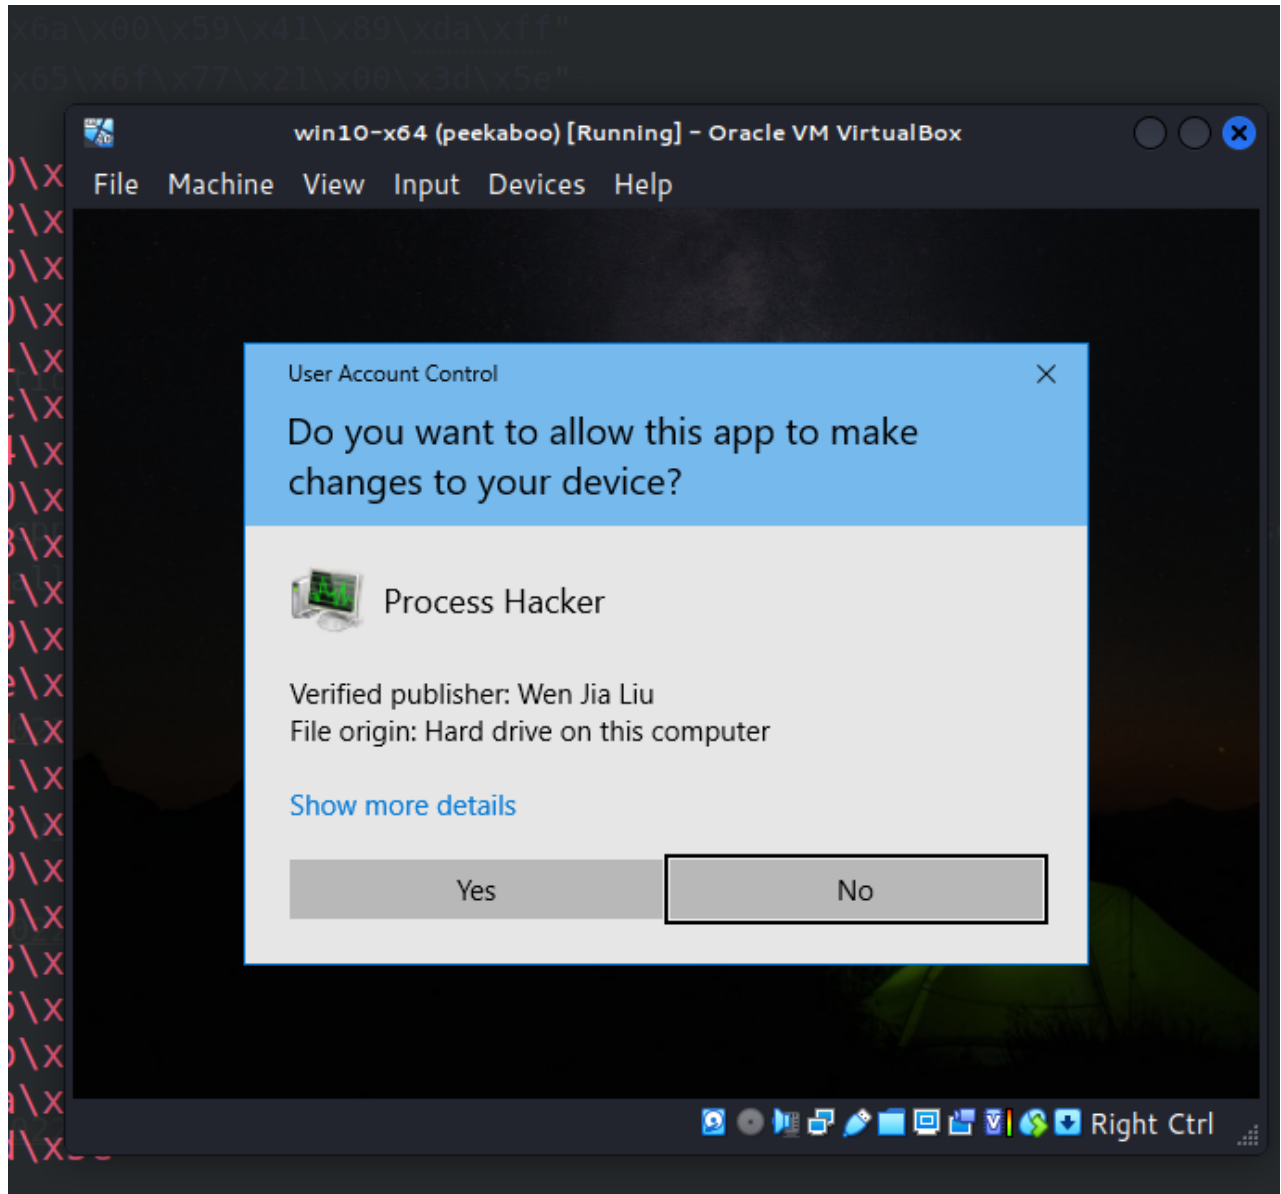 x6a\x00\x59\x41\x89\xda\xff"
x65\x6f\x77\x21\x00\x3d\x5e"
win10-x64 (peekaboo) [Running] - Oracle VM VirtualBox
File Machine View Input Devices Help
User Account Control
Do you want to allow this app to make
changes to your device?
Process Hacker
Verified publisher: Wen Jia Liu
File origin: Hard drive on this computer
Show more details
Yes No
Right Ctrl